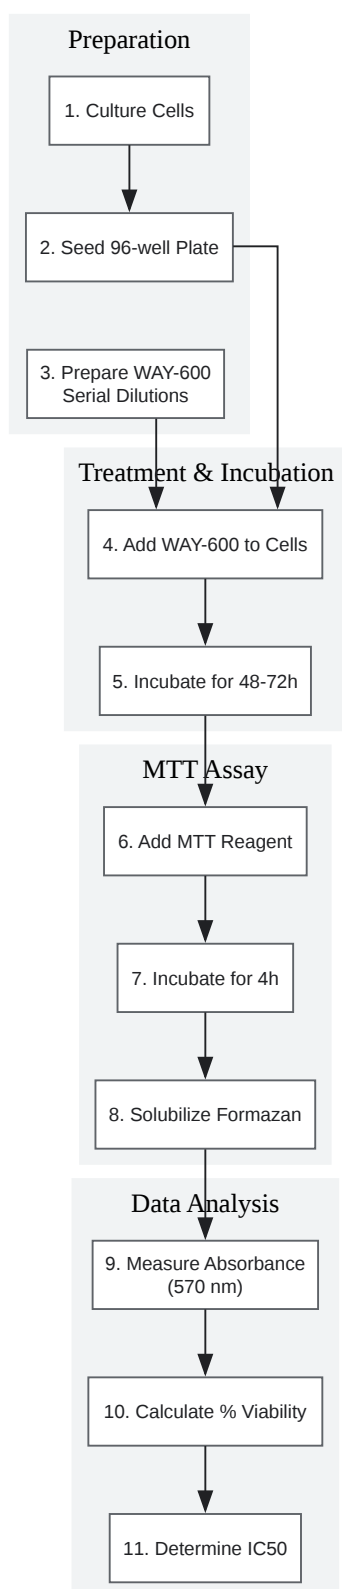 Preparation
1. Culture Cells
2. Seed 96-well Plate
3. Prepare WAY-600
Serial Dilutions
Treatment & Incubation
4. Add WAY-600 to Cells
5. Incubate for 48-72h
MTT Assay
6. Add MTT Reagent
7. Incubate for 4h
8. Solubilize Formazan
Data Analysis
9. Measure Absorbance
(570 nm)
10. Calculate % Viability
11. Determine IC50